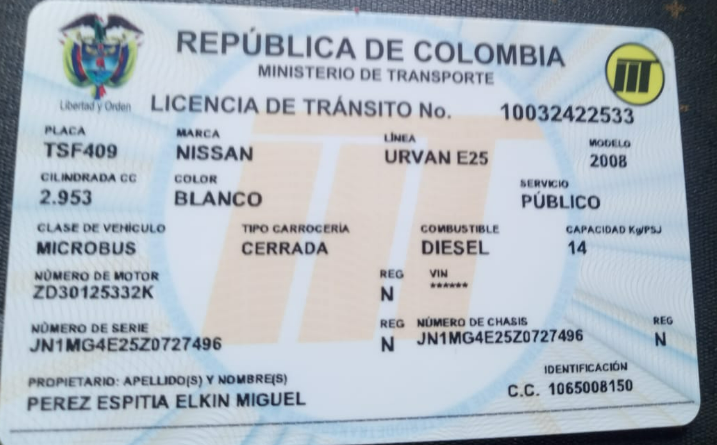 REPÚBLICA DE COLOMBIA
MINISTERIO DE TRANSPORTE
Libertad y Orden
LICENCIA DE TRÁNSITO No. 10032422533
PLACA MARCA LÍNEA MODELO
TSF409 NISSAN URVAN E25 2008
CILINDRADA CC COLOR SERVICIO
2.953 BLANCO PÚBLICO
CLASE DE VEHÍCULO TIPO CARROCERÍA COMBUSTIBLE CAPACIDAD Kg/PSJ
MICROBUS CERRADA DIESEL 14
NÚMERO DE MOTOR REG VIN
ZD30125332K N ******
NÚMERO DE SERIE REG NÚMERO DE CHASIS REG
JN1MG4E25Z0727496 N JN1MG4E25Z0727496 N
PROPIETARIO: APELLIDO(S) Y NOMBRE(S) IDENTIFICACIÓN
PEREZ ESPITIA ELKIN MIGUEL C.C. 1065008150